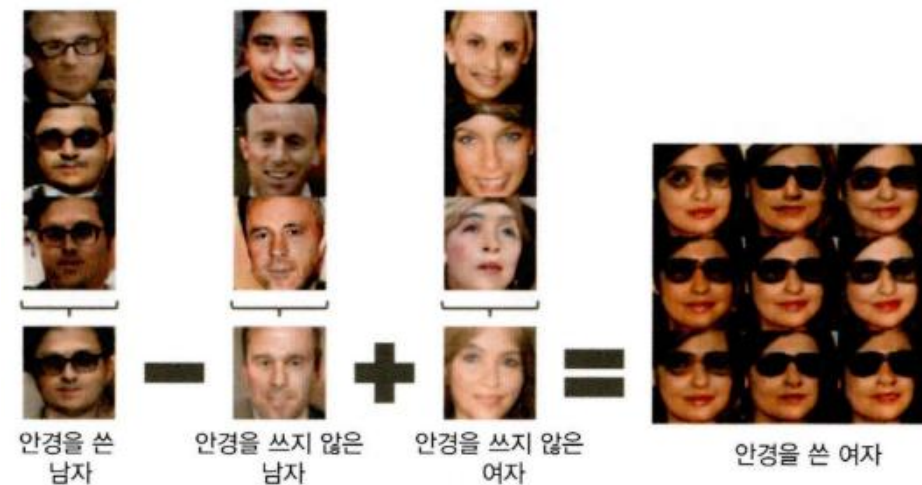 안경을 쓴
남자
안경을 쓰지 않은
남자
안경을 쓰지 않은
여자
안경을 쓴 여자